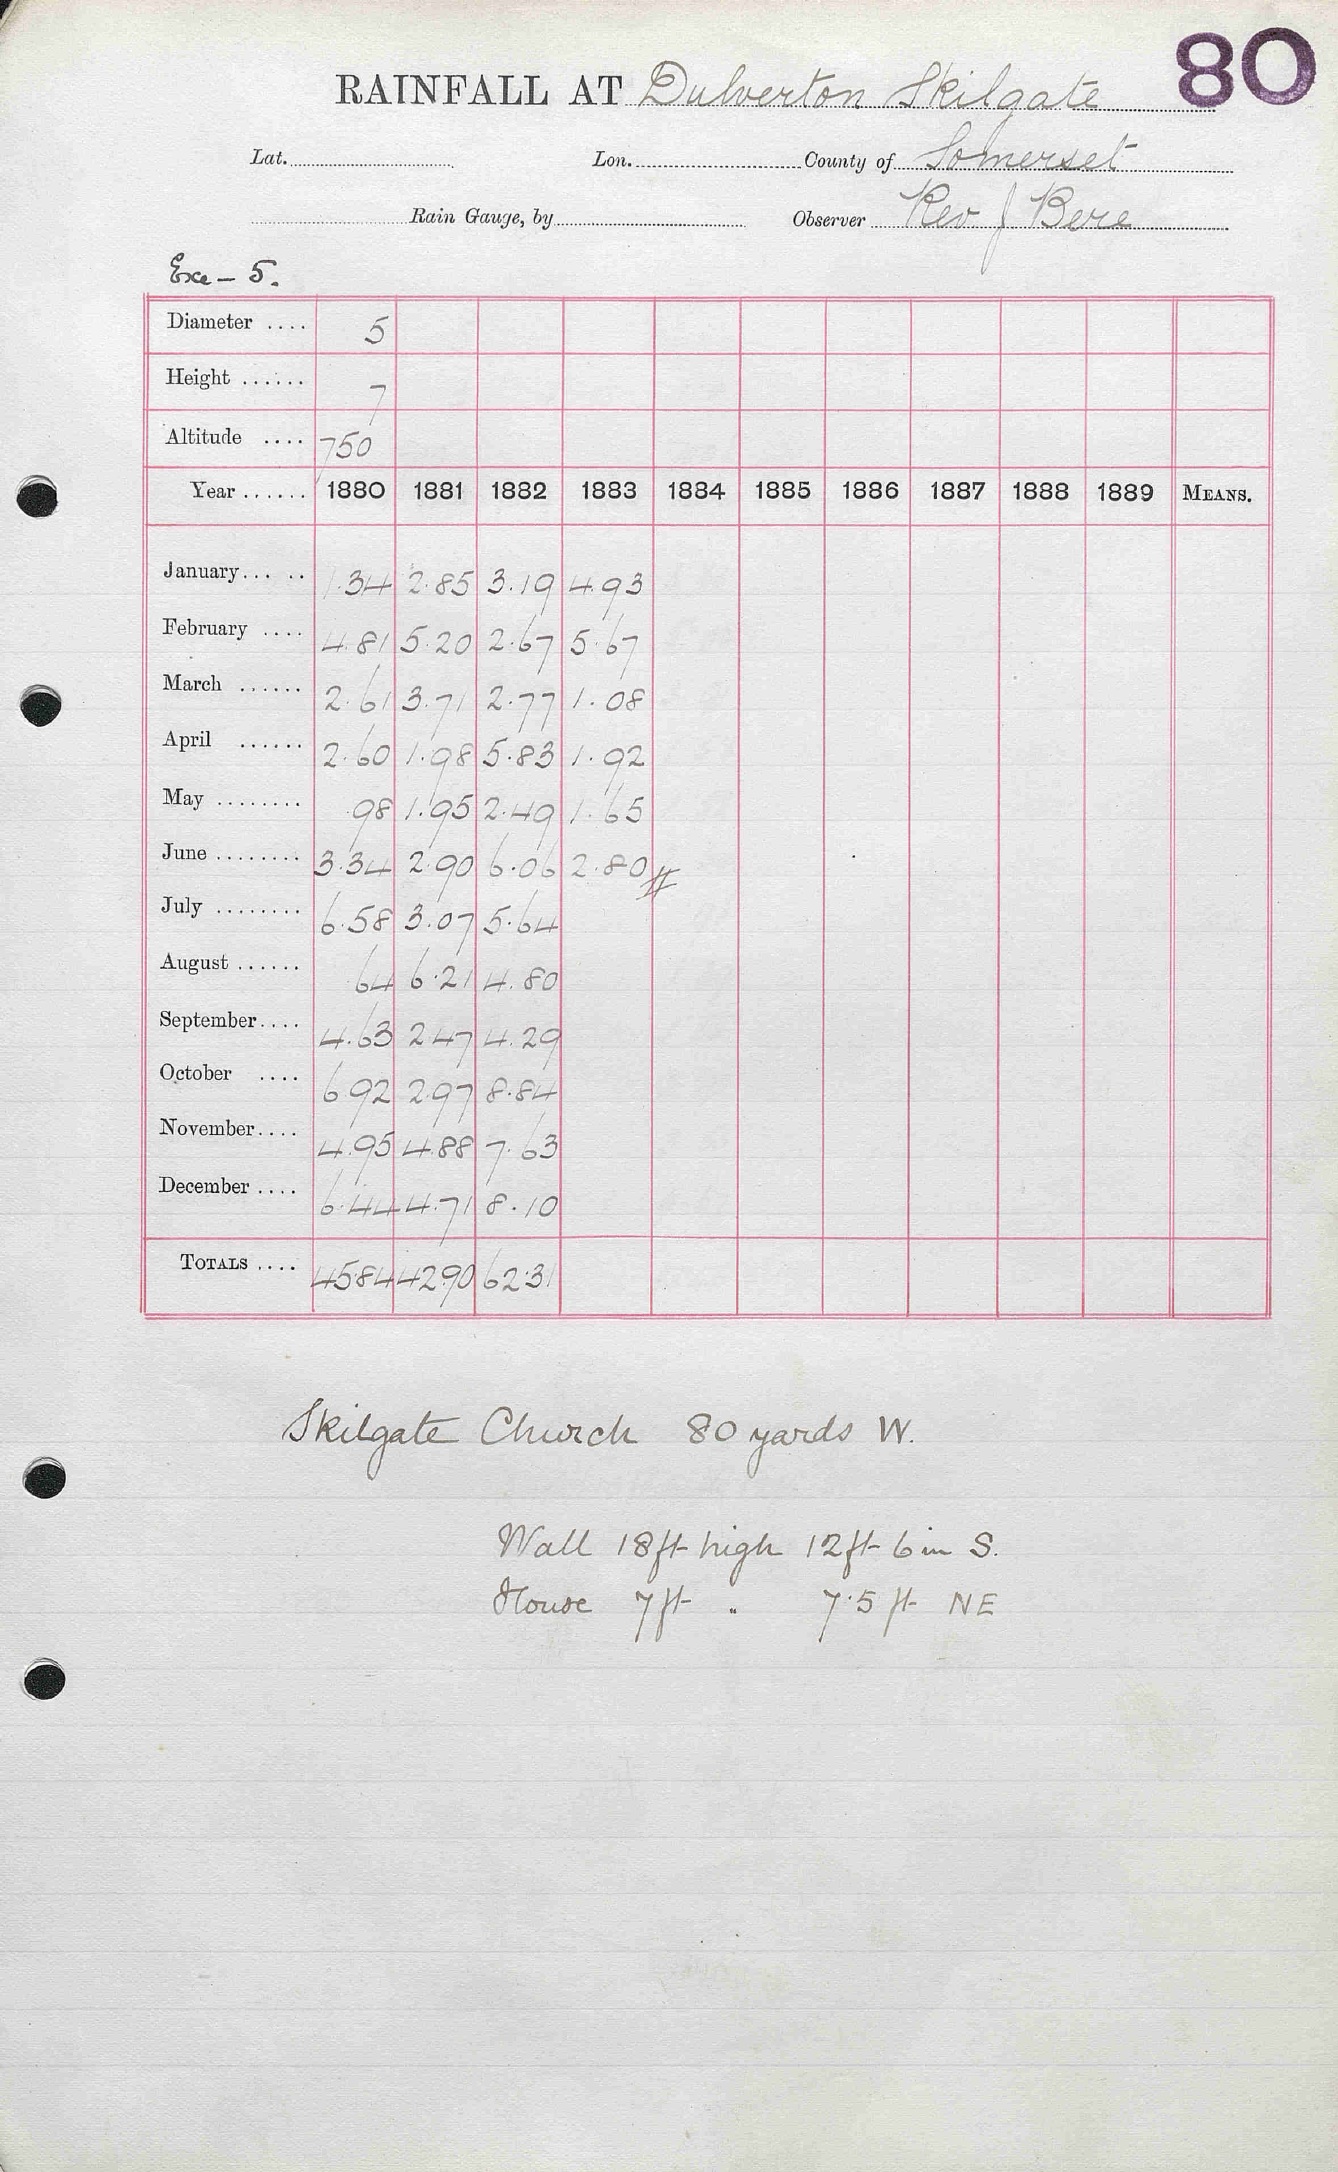 80
RAINFALL AT Dulverton Skilgate
Lat. Lon. County of Somerset
Rain Gauge, by Observer Rev J Bere
Exe – 5.
Diameter .... 5
Height ...... 7
Altitude .... 750
Year ...... 1880 1881 1882 1883 1884 1885 1886 1887 1888 1889 MEANS.
January... .. 1.34 2.85 3.19 4.93
February .... 4.81 5.20 2.67 5.67
March ...... 2.61 3.71 2.77 1.08
April ...... 2.60 1.98 5.83 1.92
May ........ .98 1.95 2.49 1.65
June ........ 3.34 2.90 6.06 2.80 #
July ........ 6.58 3.07 5.64
August ...... 64 6.21 4.80
September.... 4.63 2 47 4.29
October .... 6 92 2.97 8.84
November.... 4.95 4.88 7.63
December .... 6.44 4.71 8.10
TOTALS .... 45.84 42.90 62.31
Skilgate Church 80 yards W.
Wall 18ft high 12ft 6 in S.
House 7ft „ 7.5 ft NE